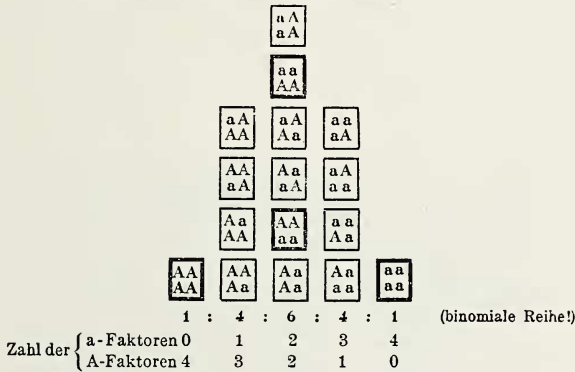 aA
aA
aa
AA
aA aA aa
AA Aa aA
AA Aa aA
aA aA aa
Aa AA aa
AA aa Aa
AA AA Aa Aa aa
AA Aa Aa aa aa
1 : 4 : 6 : 4 : 1 (binomiale Reihe!)
Zahl der { a-Faktoren 0 1 2 3 4
A-Faktoren 4 3 2 1 0